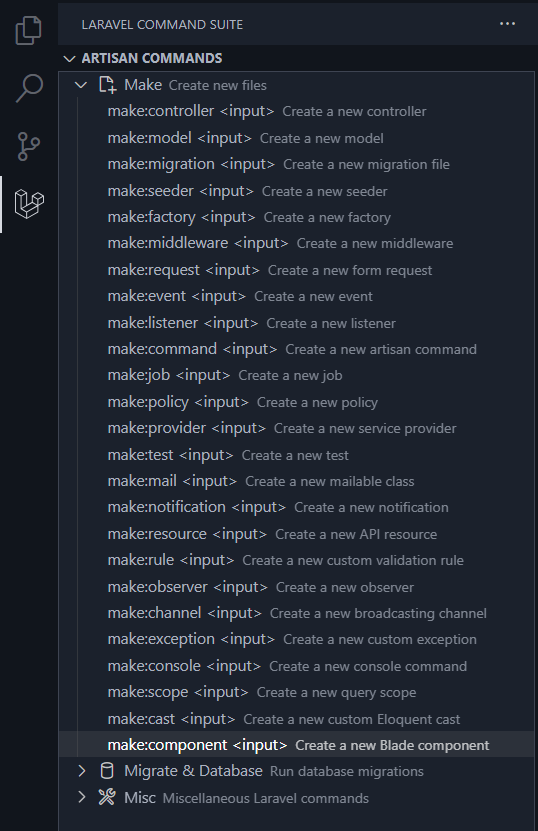 LARAVEL COMMAND SUITE ···
ARTISAN COMMANDS
Make Create new files
make:controller <input> Create a new controller
make:model <input> Create a new model
make:migration <input> Create a new migration file
make:seeder <input> Create a new seeder
make:factory <input> Create a new factory
make:middleware <input> Create a new middleware
make:request <input> Create a new form request
make:event <input> Create a new event
make:listener <input> Create a new listener
make:command <input> Create a new artisan command
make:job <input> Create a new job
make:policy <input> Create a new policy
make:provider <input> Create a new service provider
make:test <input> Create a new test
make:mail <input> Create a new mailable class
make:notification <input> Create a new notification
make:resource <input> Create a new API resource
make:rule <input> Create a new custom validation rule
make:observer <input> Create a new observer
make:channel <input> Create a new broadcasting channel
make:exception <input> Create a new custom exception
make:console <input> Create a new console command
make:scope <input> Create a new query scope
make:cast <input> Create a new custom Eloquent cast
make:component <input> Create a new Blade component
Migrate & Database Run database migrations
Misc Miscellaneous Laravel commands